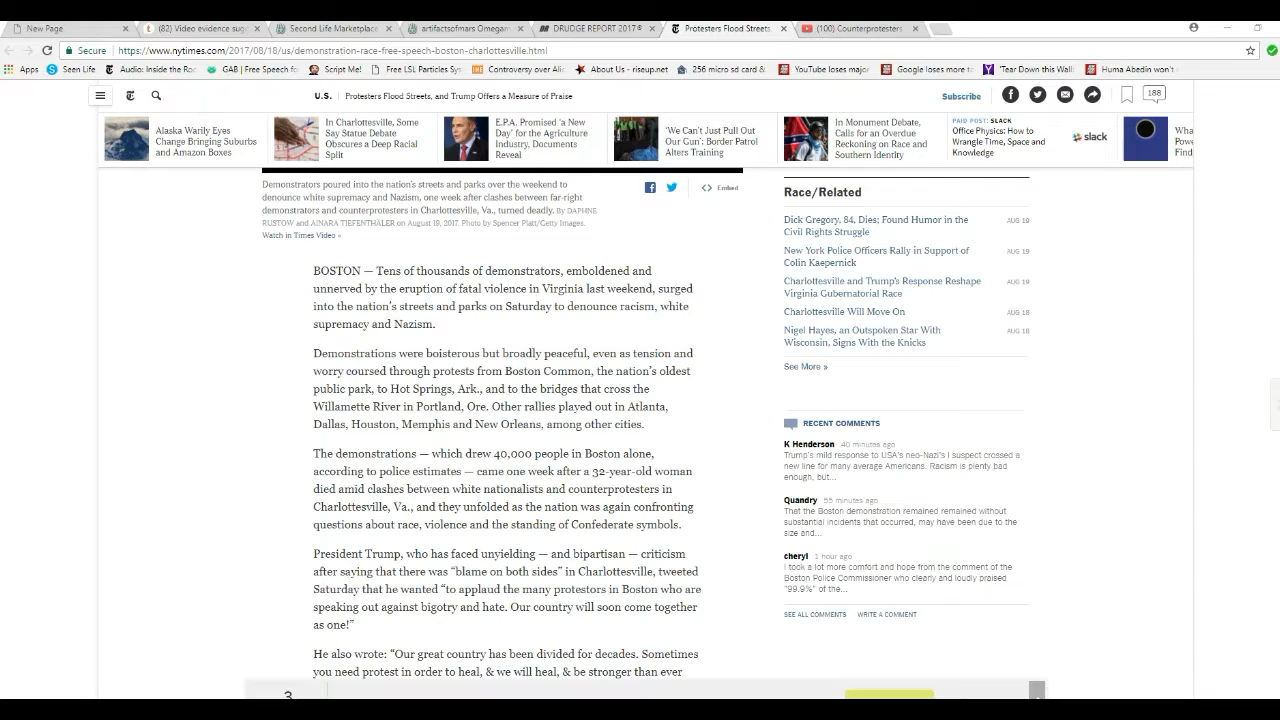 New Page
(82) Video evidence sug
Second Life Marketplace
artifactsofmars Omegam
DRUDGE REPORT 2017®
Protesters Flood Streets,
(100) Counterprotesters
Secure
https://www.nytimes.com/2017/08/18/us/demonstration-race-free-speech-boston-charlottesville.html
Apps
Seen Life
Audio: Inside the Ro
GAB | Free Speech fo
Script Me!
Free LSL Particles Sy
Controversy over Ali
About Us - riseup.net
256 micro sd card &
YouTube loses major
Google loses more to
'Tear Down this Wall
Huma Abedin won't
U.S.
Protesters Flood Streets, and Trump Offers a Measure of Praise
Subscribe
188
Alaska Warily Eyes
Change Bringing Suburbs
and Amazon Boxes
In Charlottesville, Some
Say Statue Debate
Obscures a Deep Racial
Split
E.P.A. Promised 'a New
Day' for the Agriculture
Industry, Documents
Reveal
'We Can't Just Pull Out
Our Gun': Border Patrol
Alters Training
In Monument Debate,
Calls for an Overdue
Reckoning on Race and
Southern Identity
PAID POST: SLACK
Office Physics: How to
Wrangle Time, Space and
Knowledge
slack
Wha
Powe
Find
Demonstrators poured into the nation's streets and parks over the weekend to
denounce white supremacy and Nazism, one week after clashes between far-right
demonstrators and counterprotesters in Charlottesville, Va., turned deadly. By DAPHNE
RUSTOW and AINARA TIEFENTHÄLER on August 19, 2017. Photo by Spencer Platt/Getty Images.
Watch in Times Video »
Embed
BOSTON — Tens of thousands of demonstrators, emboldened and
unnerved by the eruption of fatal violence in Virginia last weekend, surged
into the nation's streets and parks on Saturday to denounce racism, white
supremacy and Nazism.
Demonstrations were boisterous but broadly peaceful, even as tension and
worry coursed through protests from Boston Common, the nation's oldest
public park, to Hot Springs, Ark., and to the bridges that cross the
Willamette River in Portland, Ore. Other rallies played out in Atlanta,
Dallas, Houston, Memphis and New Orleans, among other cities.
The demonstrations — which drew 40,000 people in Boston alone,
according to police estimates — came one week after a 32-year-old woman
died amid clashes between white nationalists and counterprotesters in
Charlottesville, Va., and they unfolded as the nation was again confronting
questions about race, violence and the standing of Confederate symbols.
President Trump, who has faced unyielding — and bipartisan — criticism
after saying that there was "blame on both sides" in Charlottesville, tweeted
Saturday that he wanted "to applaud the many protestors in Boston who are
speaking out against bigotry and hate. Our country will soon come together
as one!"
He also wrote: "Our great country has been divided for decades. Sometimes
you need protest in order to heal, & we will heal, & be stronger than ever
3
Race/Related
Dick Gregory, 84, Dies; Found Humor in the
Civil Rights Struggle
AUG 19
New York Police Officers Rally in Support of
Colin Kaepernick
AUG 19
Charlottesville and Trump's Response Reshape
Virginia Gubernatorial Race
AUG 19
Charlottesville Will Move On
AUG 18
Nigel Hayes, an Outspoken Star With
Wisconsin, Signs With the Knicks
AUG 18
See More »
RECENT COMMENTS
K Henderson 40 minutes ago
Trump's mild response to USA's neo-Nazi's I suspect crossed a
new line for many average Americans. Racism is plenty bad
enough, but...
Quandry 55 minutes ago
That the Boston demonstration remained remained without
substantial incidents that occurred, may have been due to the
size and...
cheryl 1 hour ago
I took a lot more comfort and hope from the comment of the
Boston Police Commissioner who clearly and loudly praised
"99.9%" of the...
SEE ALL COMMENTS WRITE A COMMENT